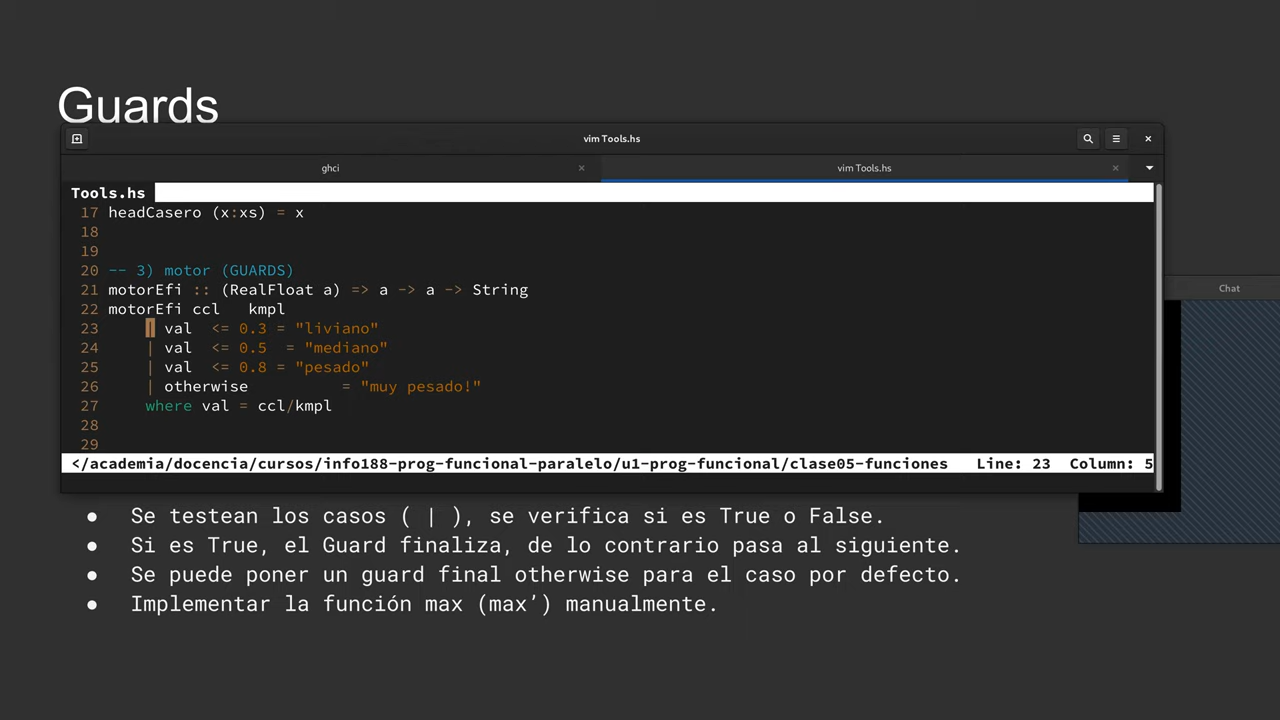 Guards
vim Tools.hs
ghci
vim Tools.hs
Tools.hs
17 headCasero (x:xs) = x
18
19
20 -- 3) motor (GUARDS)
21 motorEfi :: (RealFloat a) => a -> a -> String
22 motorEfi ccl   kmpl
23     | val  <= 0.3 = "liviano"
24     | val  <= 0.5  = "mediano"
25     | val  <= 0.8 = "pesado"
26     | otherwise          = "muy pesado!"
27     where val = ccl/kmpl
28
29
</academia/docencia/cursos/info188-prog-funcional-paralelo/u1-prog-funcional/clase05-funciones   Line: 23  Column: 5
Chat
● Se testean los casos ( | ), se verifica si es True o False.
● Si es True, el Guard finaliza, de lo contrario pasa al siguiente.
● Se puede poner un guard final otherwise para el caso por defecto.
● Implementar la función max (max’) manualmente.